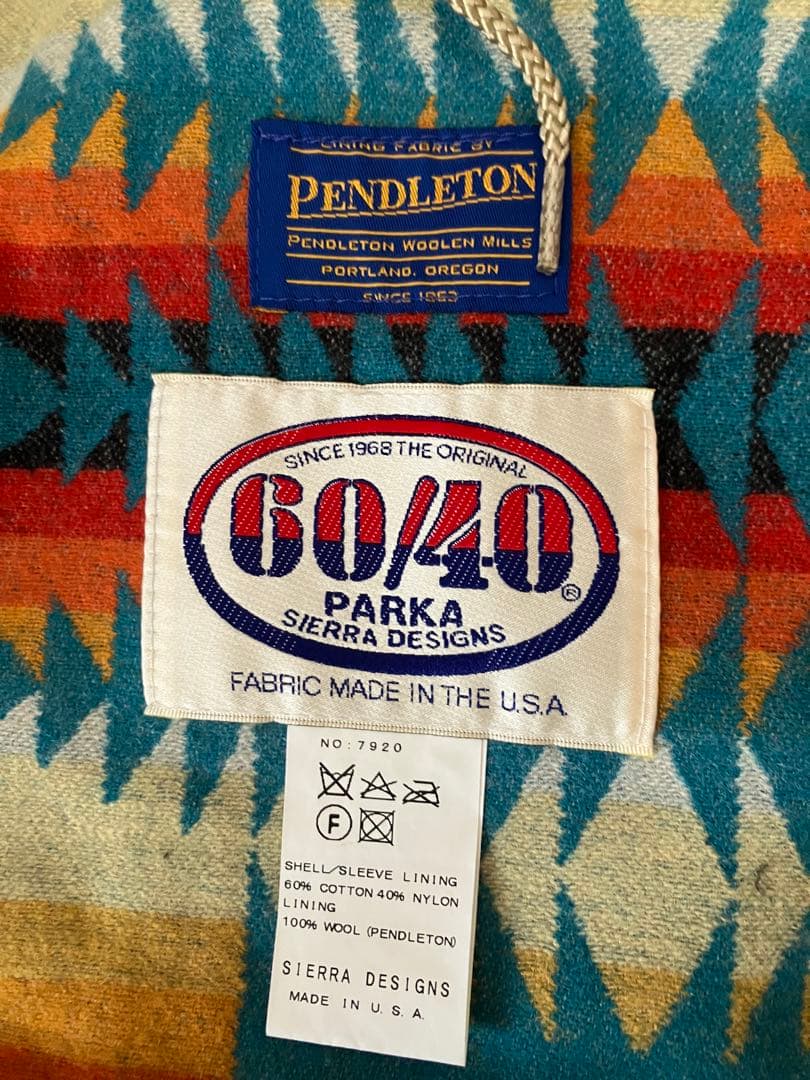 LINING FABRIC BY
PENDLETON
PENDLETON WOOLEN MILLS
PORTLAND, OREGON
SINCE 1863
SINCE 1968 THE ORIGINAL
60/40®
PARKA
SIERRA DESIGNS
FABRIC MADE IN THE U.S.A.
NO:7920
F
SHELL/SLEEVE LINING
60% COTTON 40% NYLON
LINING
100% WOOL (PENDLETON)
SIERRA DESIGNS
MADE IN U. S. A.